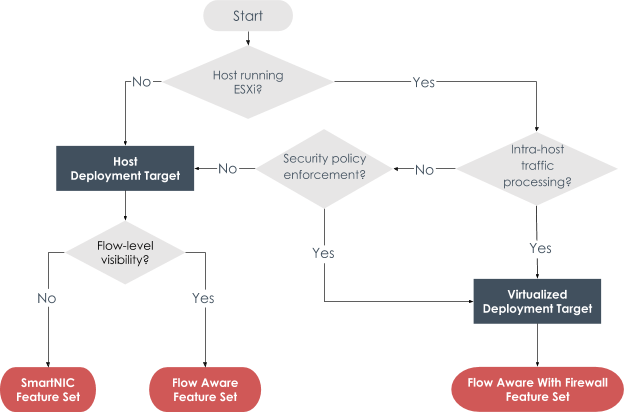 Start
Host running
ESXi?
No
Yes
Host
Deployment Target
No
Security policy
enforcement?
No
Intra-host
traffic
processing?
Flow-level
visibility?
Yes
Yes
No
Yes
Virtualized
Deployment Target
SmartNIC
Feature Set
Flow Aware
Feature Set
Flow Aware With Firewall
Feature Set